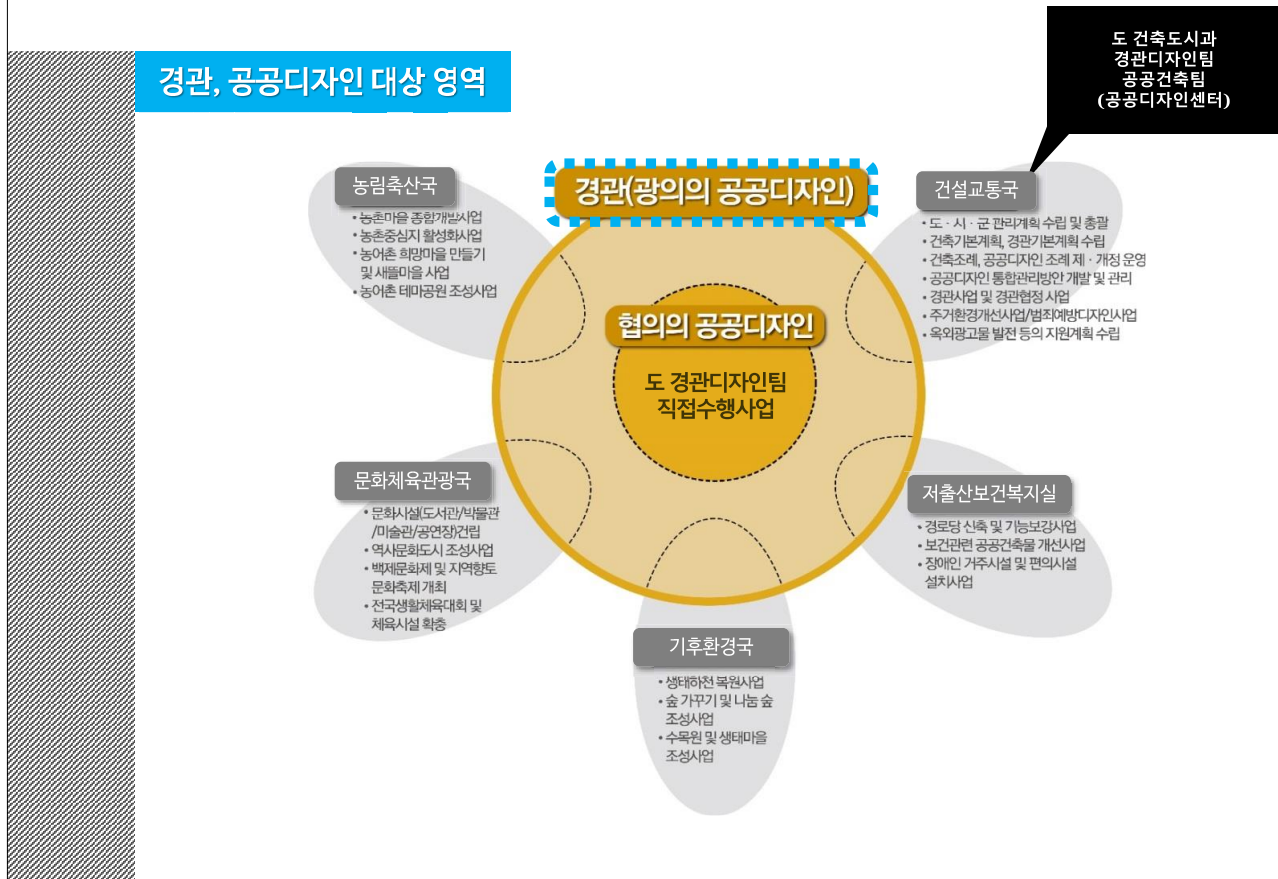 도 건축도시과
경관디자인팀
공공건축팀
(공공디자인센터)
경관, 공공디자인 대상 영역
경관(광의의 공공디자인)
협의의 공공디자인
도 경관디자인팀
직접수행사업
농림축산국
• 농촌마을 종합개발사업
• 농촌중심지 활성화사업
• 농어촌 희망마을 만들기
및 새뜰마을 사업
• 농어촌 테마공원 조성사업
건설교통국
• 도 · 시 · 군 관리계획 수립 및 총괄
• 건축기본계획, 경관기본계획 수립
• 건축조례, 공공디자인 조례 제 · 개정 운영
• 공공디자인 통합관리방안 개발 및 관리
• 경관사업 및 경관협정 사업
• 주거환경개선사업/범죄예방디자인사업
• 옥외광고물 발전 등의 지원계획 수립
문화체육관광국
• 문화시설(도서관/박물관
/미술관/공연장)건립
• 역사문화도시 조성사업
• 백제문화제 및 지역향토
문화축제 개최
• 전국생활체육대회 및
체육시설 확충
저출산보건복지실
• 경로당 신축 및 기능보강사업
• 보건관련 공공건축물 개선사업
• 장애인 거주시설 및 편의시설
설치사업
기후환경국
• 생태하천 복원사업
• 숲 가꾸기 및 나눔 숲
조성사업
• 수목원 및 생태마을
조성사업